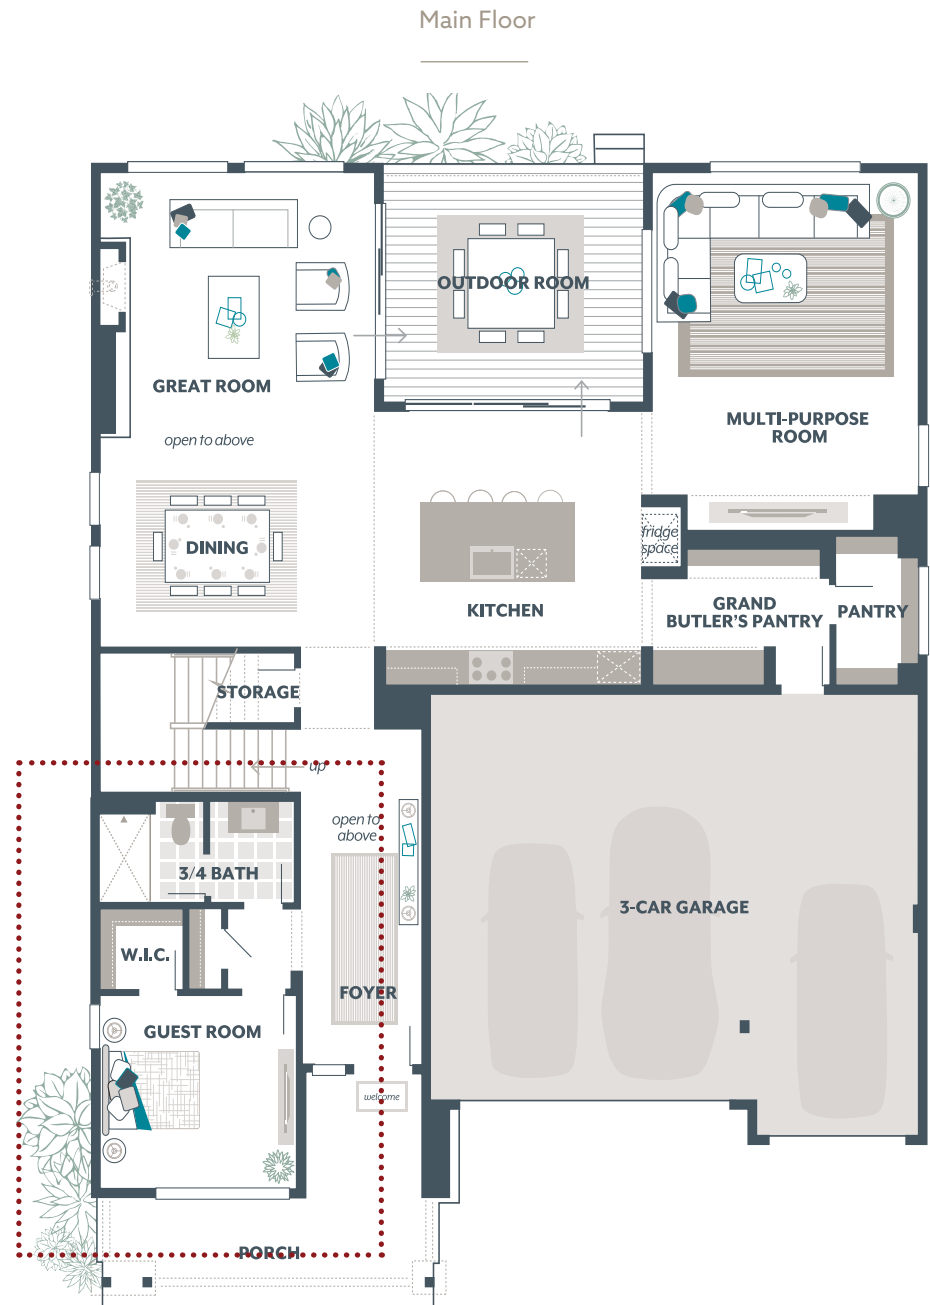 Main Floor
OUTDOOR ROOM
GREAT ROOM
open to above
MULTI-PURPOSE
ROOM
DINING
fridge
space
KITCHEN
GRAND
BUTLER'S PANTRY
PANTRY
STORAGE
up
open to
above
3/4 BATH
3-CAR GARAGE
W.I.C.
FOYER
GUEST ROOM
welcome
PORCH